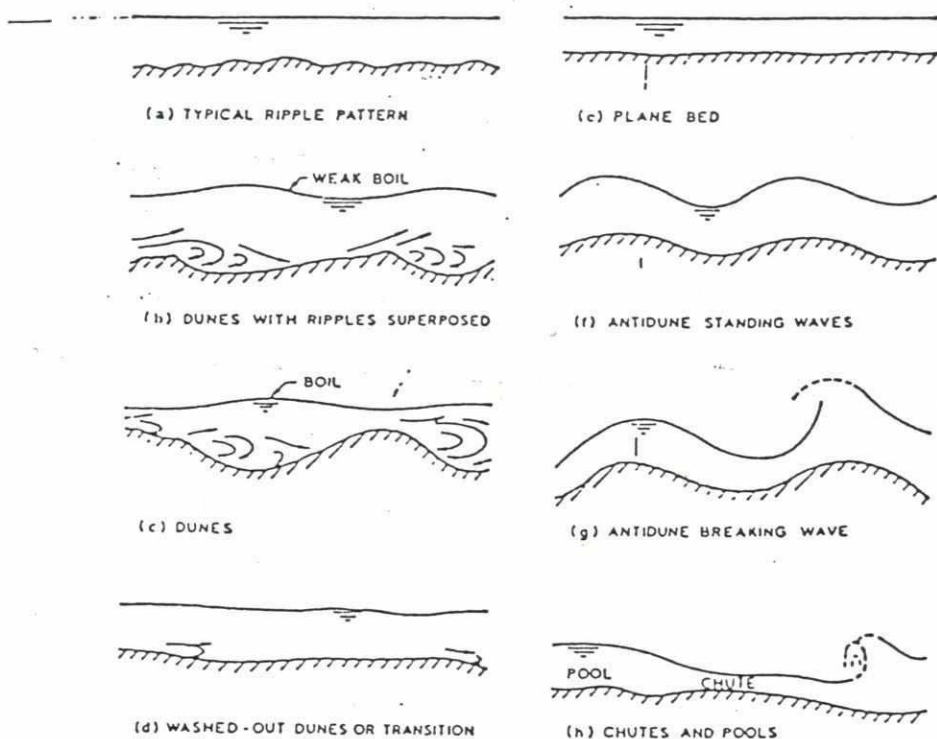 (a) TYPICAL RIPPLE PATTERN
WEAK BOIL
(b) DUNES WITH RIPPLES SUPERPOSED
BOIL
(c) DUNES
(d) WASHED-OUT DUNES OR TRANSITION
(e) PLANE BED
(f) ANTIDUNE STANDING WAVES
(g) ANTIDUNE BREAKING WAVE
POOL
CHUTE
(h) CHUTES AND POOLS